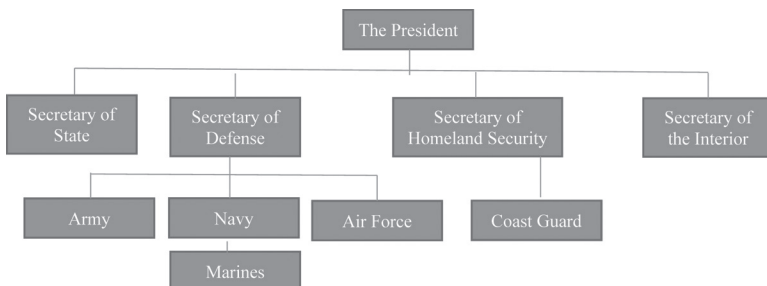 The President
Secretary of
State
Secretary of
Defense
Secretary of
Homeland Security
Secretary of
the Interior
Army
Navy
Air Force
Coast Guard
Marines